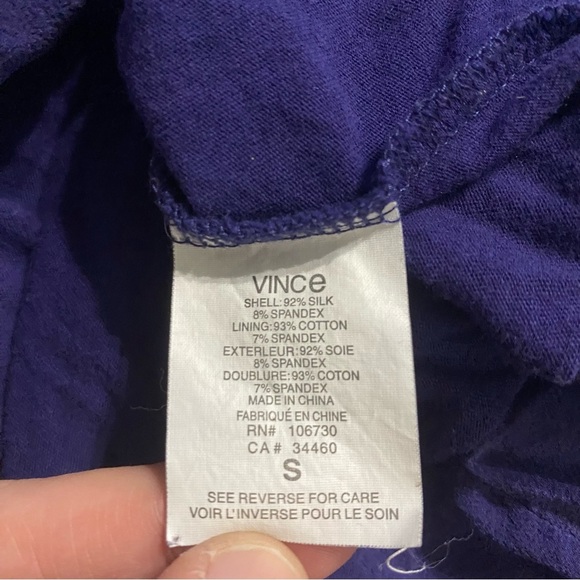 VINCe
SHELL: 92% SILK
8% SPANDEX
LINING: 93% COTTON
7% SPANDEX
EXTERLEUR: 92% SOIE
8% SPANDEX
DOUBLURE: 93% COTON
7% SPANDEX
MADE IN CHINA
FABRIQUÉ EN CHINE
RN# 106730
CA# 34460
S
SEE REVERSE FOR CARE
VOIR L'INVERSE POUR LE SOIN